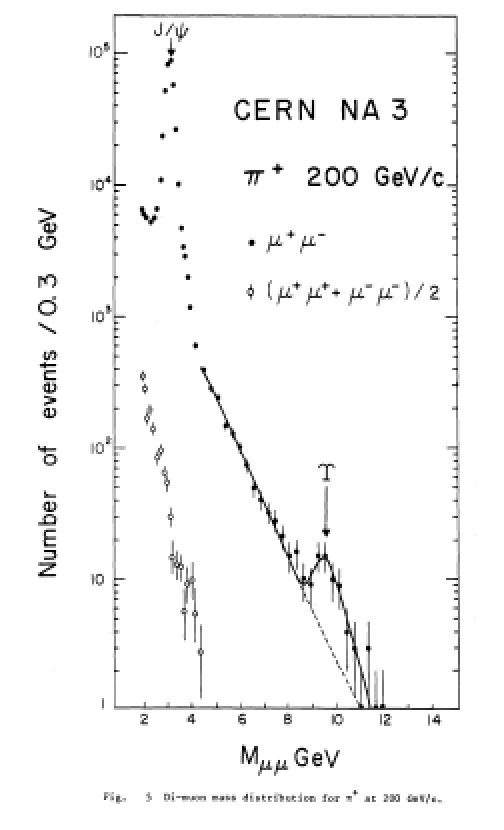 J/ψ
10⁵
CERN NA 3
π⁺ 200 GeV/c
10⁴
μ⁺ μ⁻
(μ⁺ μ⁺ + μ⁻ μ⁻) / 2
10³
Number of events / 0.3 GeV
10²
T
10
1
2 4 6 8 10 12 14
M μμ GeV
Fig. 5 Di-muon mass distribution for π⁺ at 200 GeV/c.